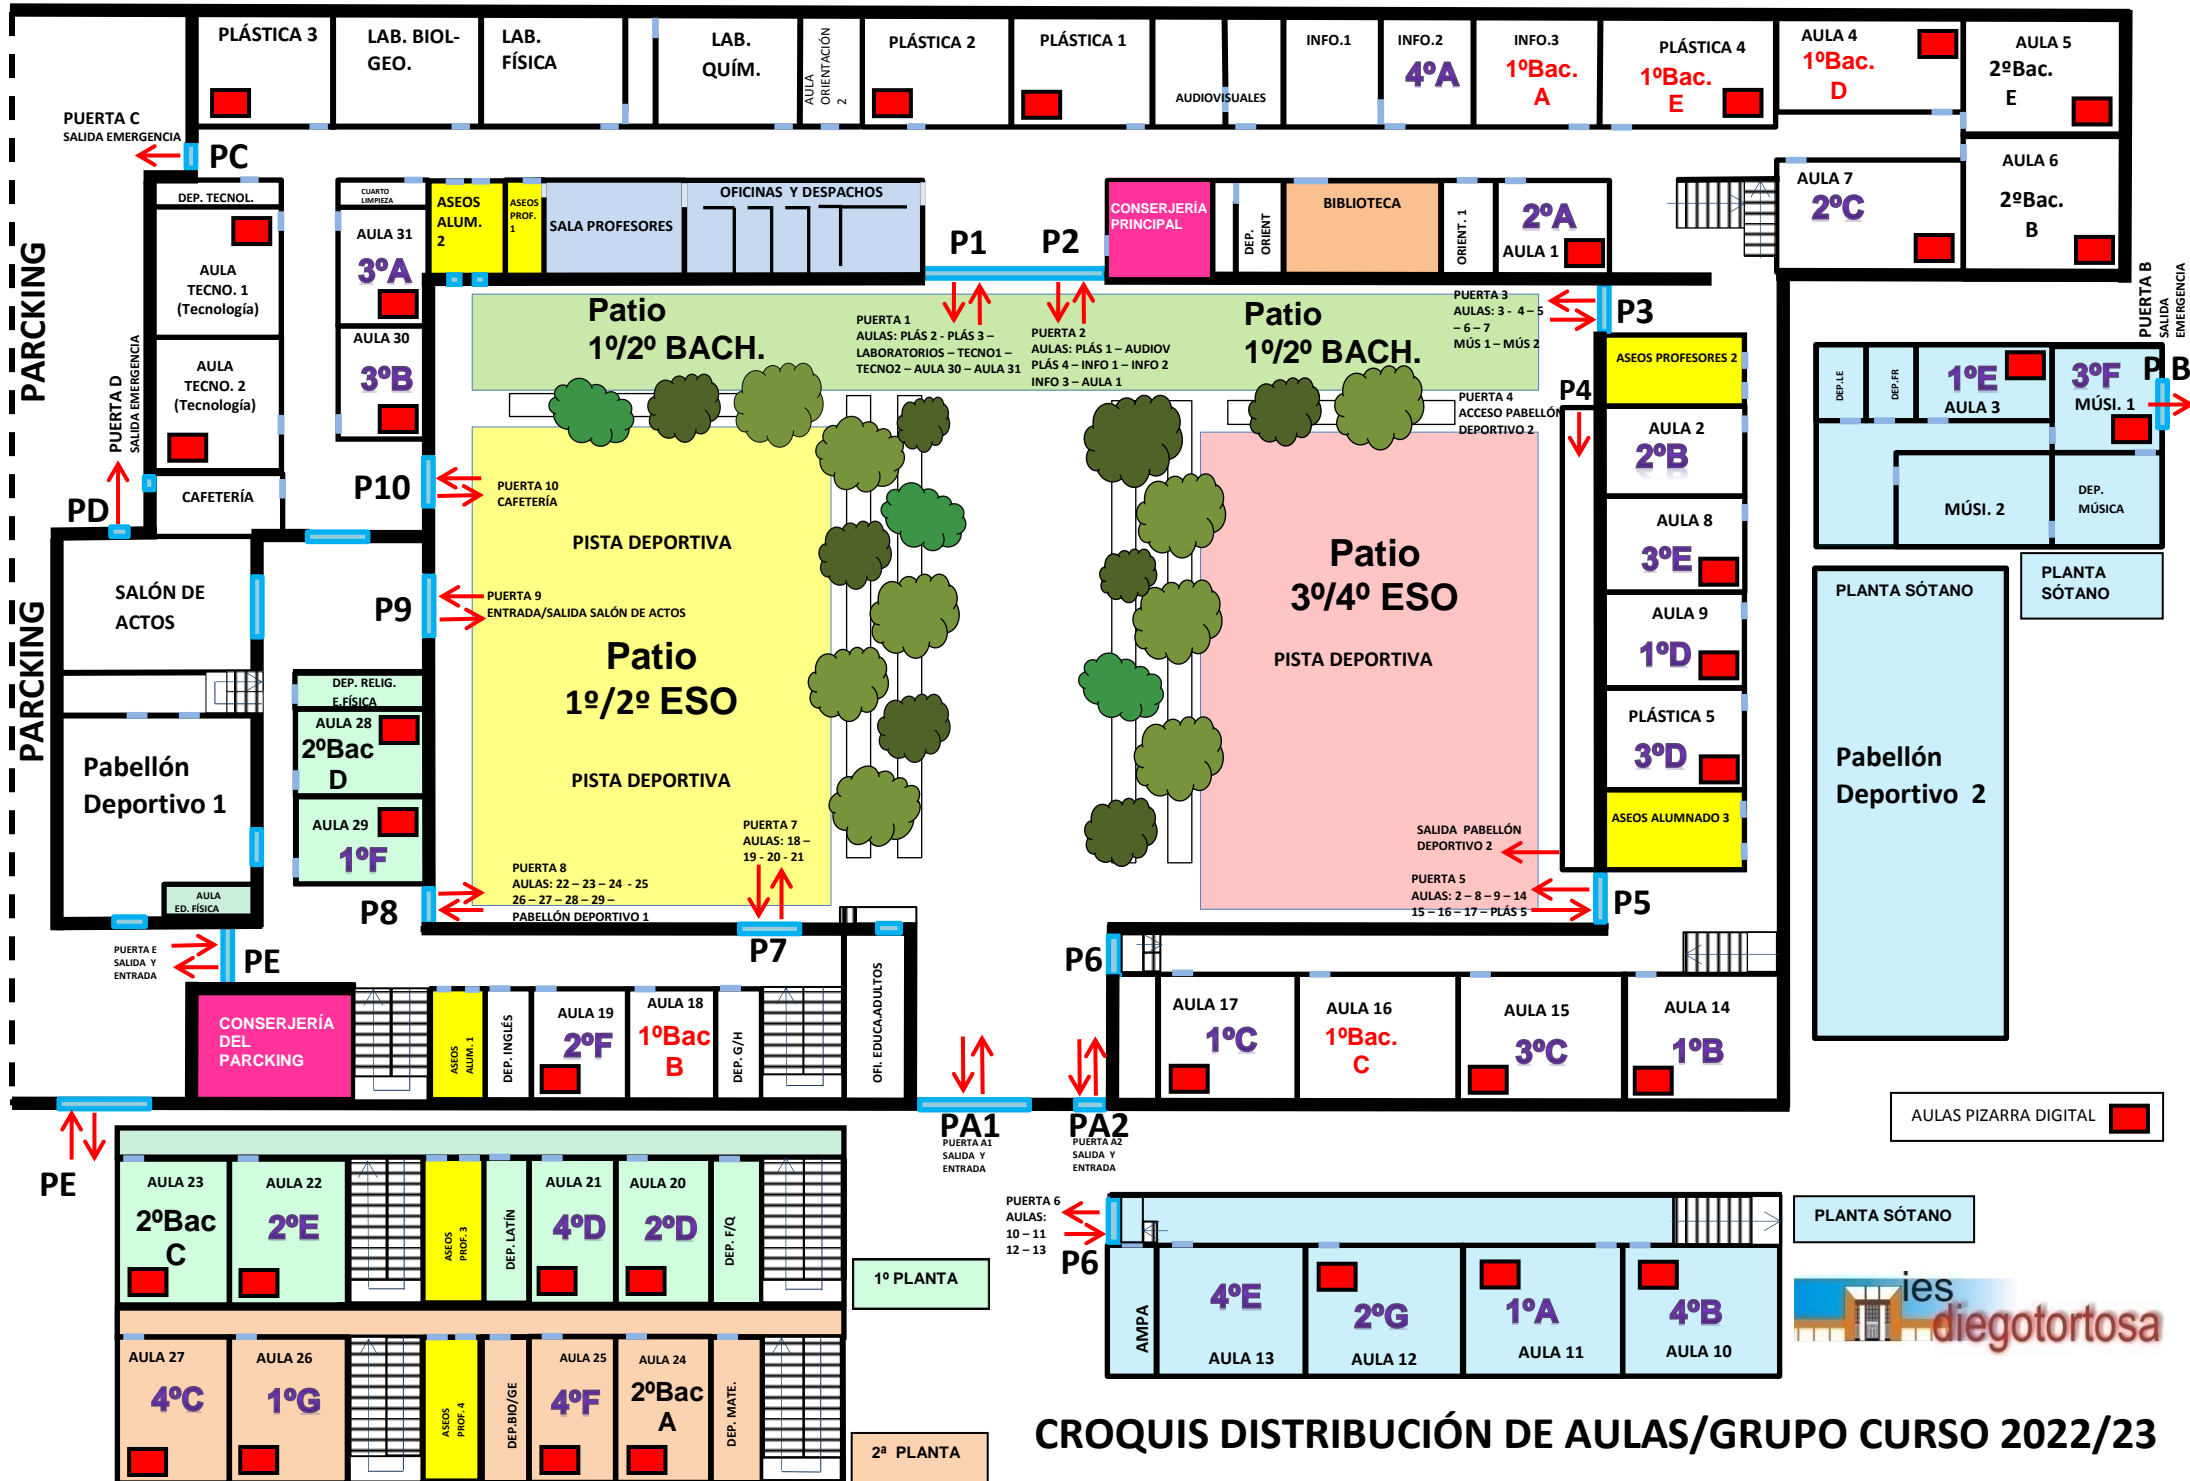 PLÁSTICA 3
LAB. BIOL-
GEO.
LAB.
FÍSICA
LAB.
QUÍM.
AULA
ORIENTACIÓN
2
PLÁSTICA 2
PLÁSTICA 1
AUDIOVISUALES
INFO.1
INFO.2
4ºA
INFO.3
1ºBac.
A
PLÁSTICA 4
1ºBac.
E
AULA 4
1ºBac.
D
AULA 5
2ºBac.
E
AULA 6
2ºBac.
B
AULA 7
2ºC
PUERTA C
SALIDA EMERGENCIA
PC
PARCKING
PARCKING
DEP. TECNOL.
AULA
TECNO. 1
(Tecnología)
AULA
TECNO. 2
(Tecnología)
CAFETERÍA
PUERTA D
SALIDA EMERGENCIA
PD
CUARTO
LIMPIEZA
AULA 31
3ºA
AULA 30
3ºB
ASEOS
ALUM.
2
ASEOS
PROF.
1
SALA PROFESORES
OFICINAS Y DESPACHOS
P1
P2
CONSERJERÍA
PRINCIPAL
DEP.
ORIENT
BIBLIOTECA
ORIENT. 1
2ºA
AULA 1
Patio
1º/2º BACH.
PUERTA 1
AULAS: PLÁS 2 - PLÁS 3 –
LABORATORIOS – TECNO1 –
TECNO2 – AULA 30 – AULA 31
PUERTA 2
AULAS: PLÁS 1 – AUDIOV
PLÁS 4 – INFO 1 – INFO 2
INFO 3 – AULA 1
Patio
1º/2º BACH.
PUERTA 3
AULAS: 3 - 4 – 5
– 6 – 7
MÚS 1 – MÚS 2
P3
P4
PUERTA 4
ACCESO PABELLÓN
DEPORTIVO 2
ASEOS PROFESORES 2
AULA 2
2ºB
AULA 8
3ºE
AULA 9
1ºD
PLÁSTICA 5
3ºD
ASEOS ALUMNADO 3
PUERTA B
SALIDA
EMERGENCIA
PB
DEP.LE
DEP.FR
1ºE
AULA 3
3ºF
MÚSI. 1
MÚSI. 2
DEP.
MÚSICA
PLANTA
SÓTANO
PLANTA SÓTANO
Pabellón
Deportivo 2
P10
PUERTA 10
CAFETERÍA
PISTA DEPORTIVA
P9
PUERTA 9
ENTRADA/SALIDA SALÓN DE ACTOS
Patio
1º/2º ESO
PISTA DEPORTIVA
Patio
3º/4º ESO
PISTA DEPORTIVA
SALÓN DE
ACTOS
Pabellón
Deportivo 1
AULA
ED. FÍSICA
DEP. RELIG.
E.FÍSICA
AULA 28
2ºBac
D
AULA 29
1ºF
P8
PUERTA 8
AULAS: 22 – 23 – 24 - 25
26 – 27 – 28 – 29 –
PABELLÓN DEPORTIVO 1
PUERTA 7
AULAS: 18 –
19 - 20 - 21
P7
SALIDA PABELLÓN
DEPORTIVO 2
PUERTA 5
AULAS: 2 – 8 – 9 – 14
15 – 16 – 17 – PLÁS 5
P5
P6
PUERTA E
SALIDA Y
ENTRADA
PE
CONSERJERÍA
DEL
PARCKING
ASEOS
ALUM. 1
DEP. INGLÉS
AULA 19
2ºF
AULA 18
1ºBac
B
DEP. G/H
OFI. EDUCA.ADULTOS
AULA 17
1ºC
AULA 16
1ºBac.
C
AULA 15
3ºC
AULA 14
1ºB
PE
PA1
PUERTA A1
SALIDA Y
ENTRADA
PA2
PUERTA A2
SALIDA Y
ENTRADA
AULAS PIZARRA DIGITAL
AULA 23
2ºBac
C
AULA 22
2ºE
ASEOS
PROF. 3
DEP. LATÍN
AULA 21
4ºD
AULA 20
2ºD
DEP. F/Q
1º PLANTA
AULA 27
4ºC
AULA 26
1ºG
ASEOS
PROF. 4
DEP.BIO/GE
AULA 25
4ºF
AULA 24
2ºBac
A
DEP. MATE.
2ª PLANTA
PUERTA 6
AULAS:
10 – 11
12 – 13
P6
AMPA
4ºE
AULA 13
2ºG
AULA 12
1ºA
AULA 11
4ºB
AULA 10
PLANTA SÓTANO
ies
diegotortosa
CROQUIS DISTRIBUCIÓN DE AULAS/GRUPO CURSO 2022/23